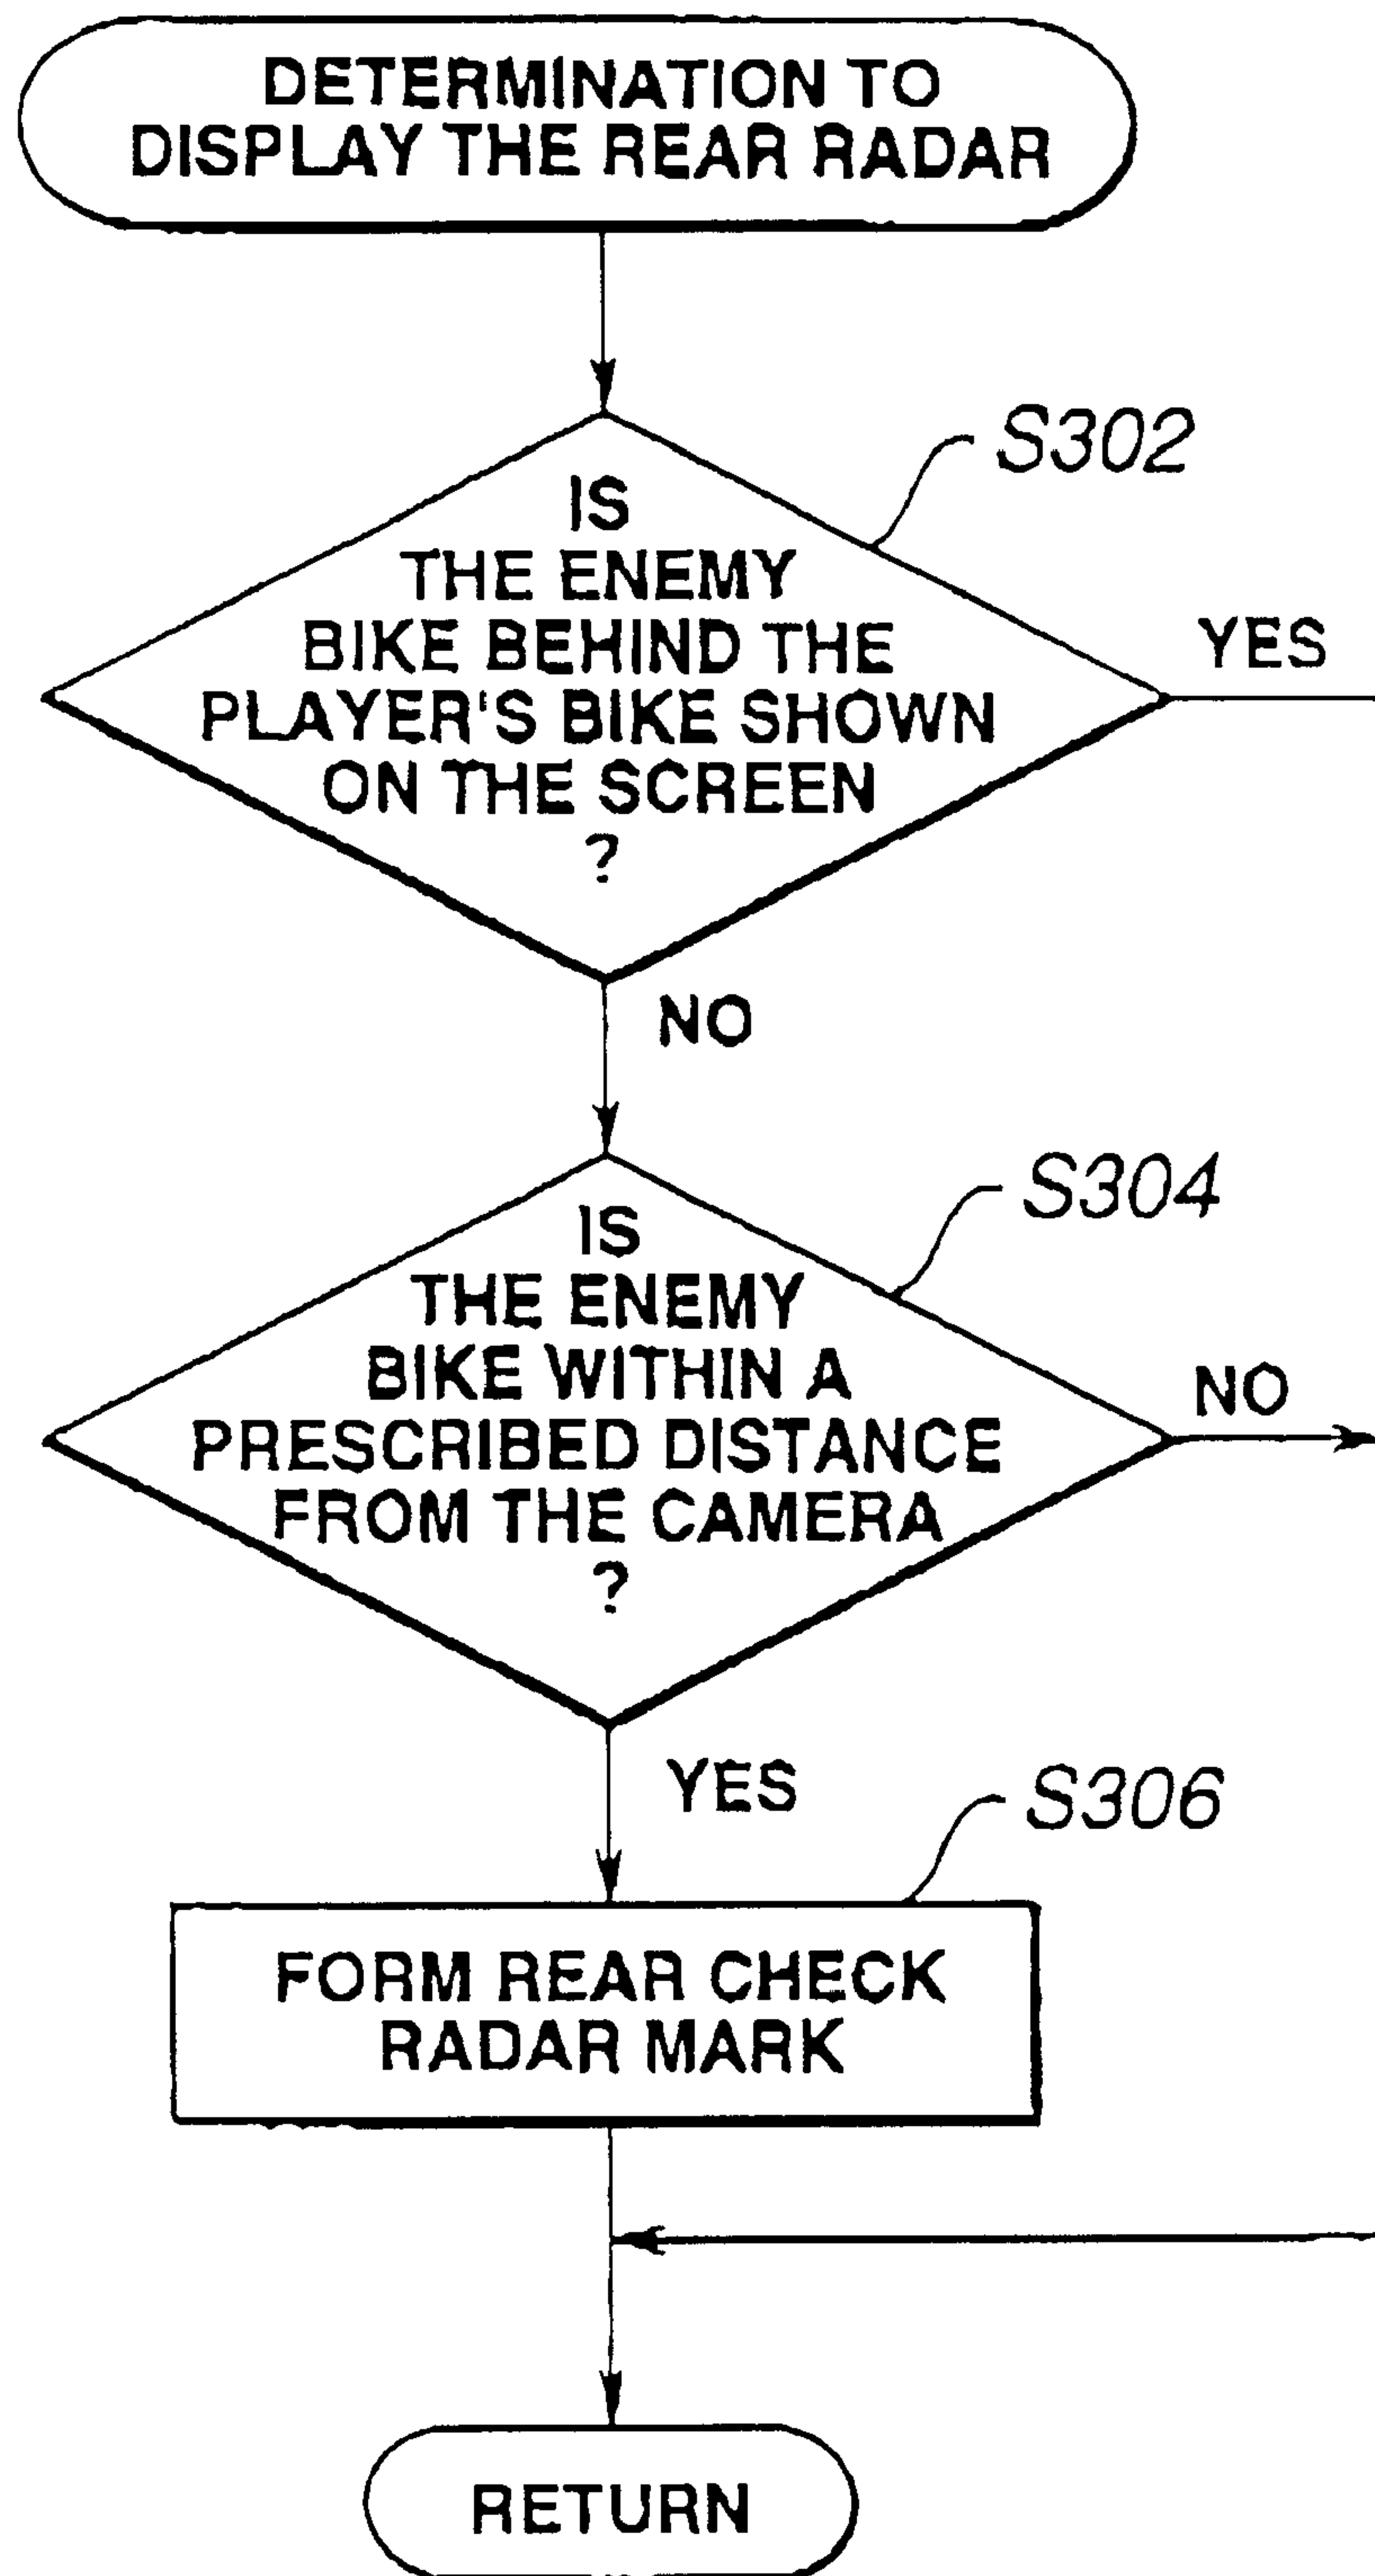 DETERMINATION TO
DISPLAY THE REAR RADAR
S302
IS
THE ENEMY
BIKE BEHIND THE
PLAYER'S BIKE SHOWN
ON THE SCREEN
?
YES
NO
S304
IS
THE ENEMY
BIKE WITHIN A
PRESCRIBED DISTANCE
FROM THE CAMERA
?
NO
YES
S306
FORM REAR CHECK
RADAR MARK
RETURN